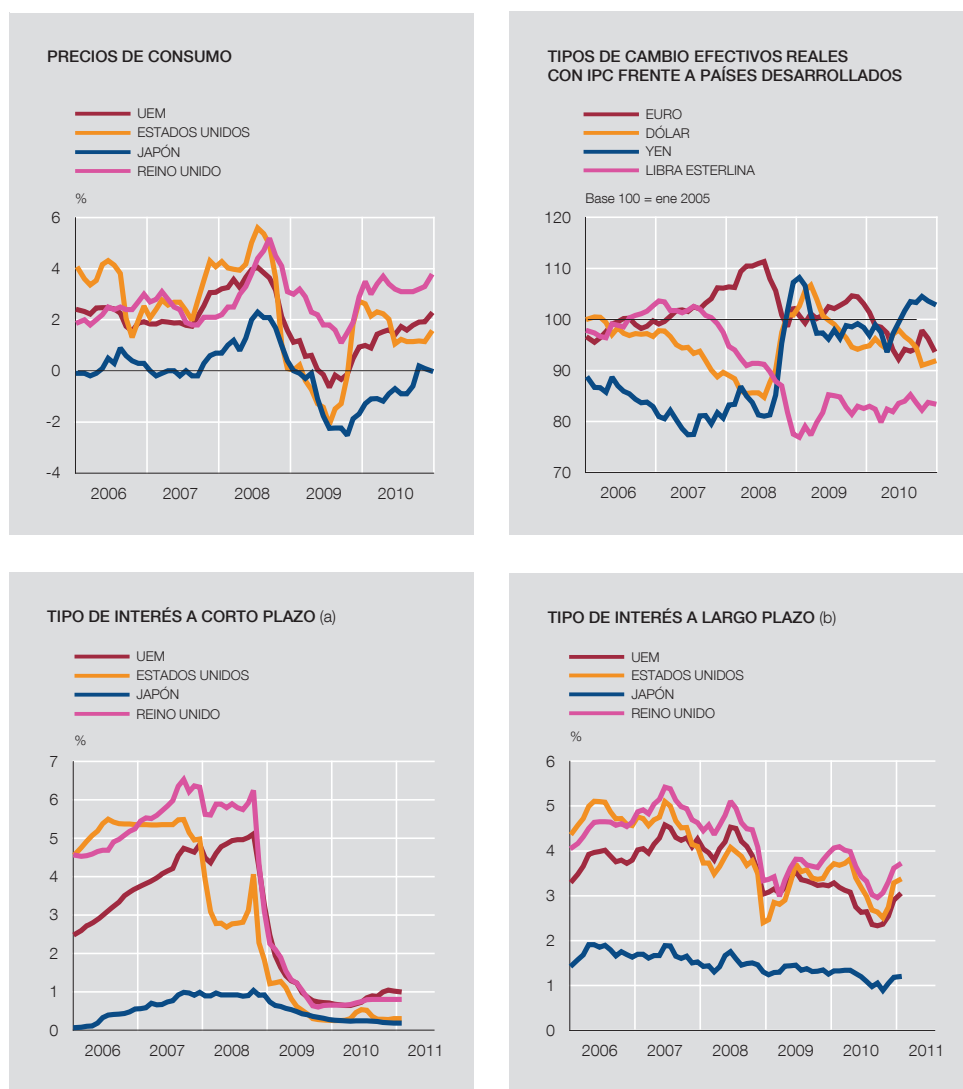 PRECIOS DE CONSUMO
UEM
ESTADOS UNIDOS
JAPÓN
REINO UNIDO
%
6
4
2
0
-2
-4
2006 2007 2008 2009 2010
TIPOS DE CAMBIO EFECTIVOS REALES
CON IPC FRENTE A PAÍSES DESARROLLADOS
EURO
DÓLAR
YEN
LIBRA ESTERLINA
Base 100 = ene 2005
120
110
100
90
80
70
2006 2007 2008 2009 2010
TIPO DE INTERÉS A CORTO PLAZO (a)
UEM
ESTADOS UNIDOS
JAPÓN
REINO UNIDO
%
7
6
5
4
3
2
1
0
2006 2007 2008 2009 2010 2011
TIPO DE INTERÉS A LARGO PLAZO (b)
UEM
ESTADOS UNIDOS
JAPÓN
REINO UNIDO
%
6
5
4
3
2
1
0
2006 2007 2008 2009 2010 2011